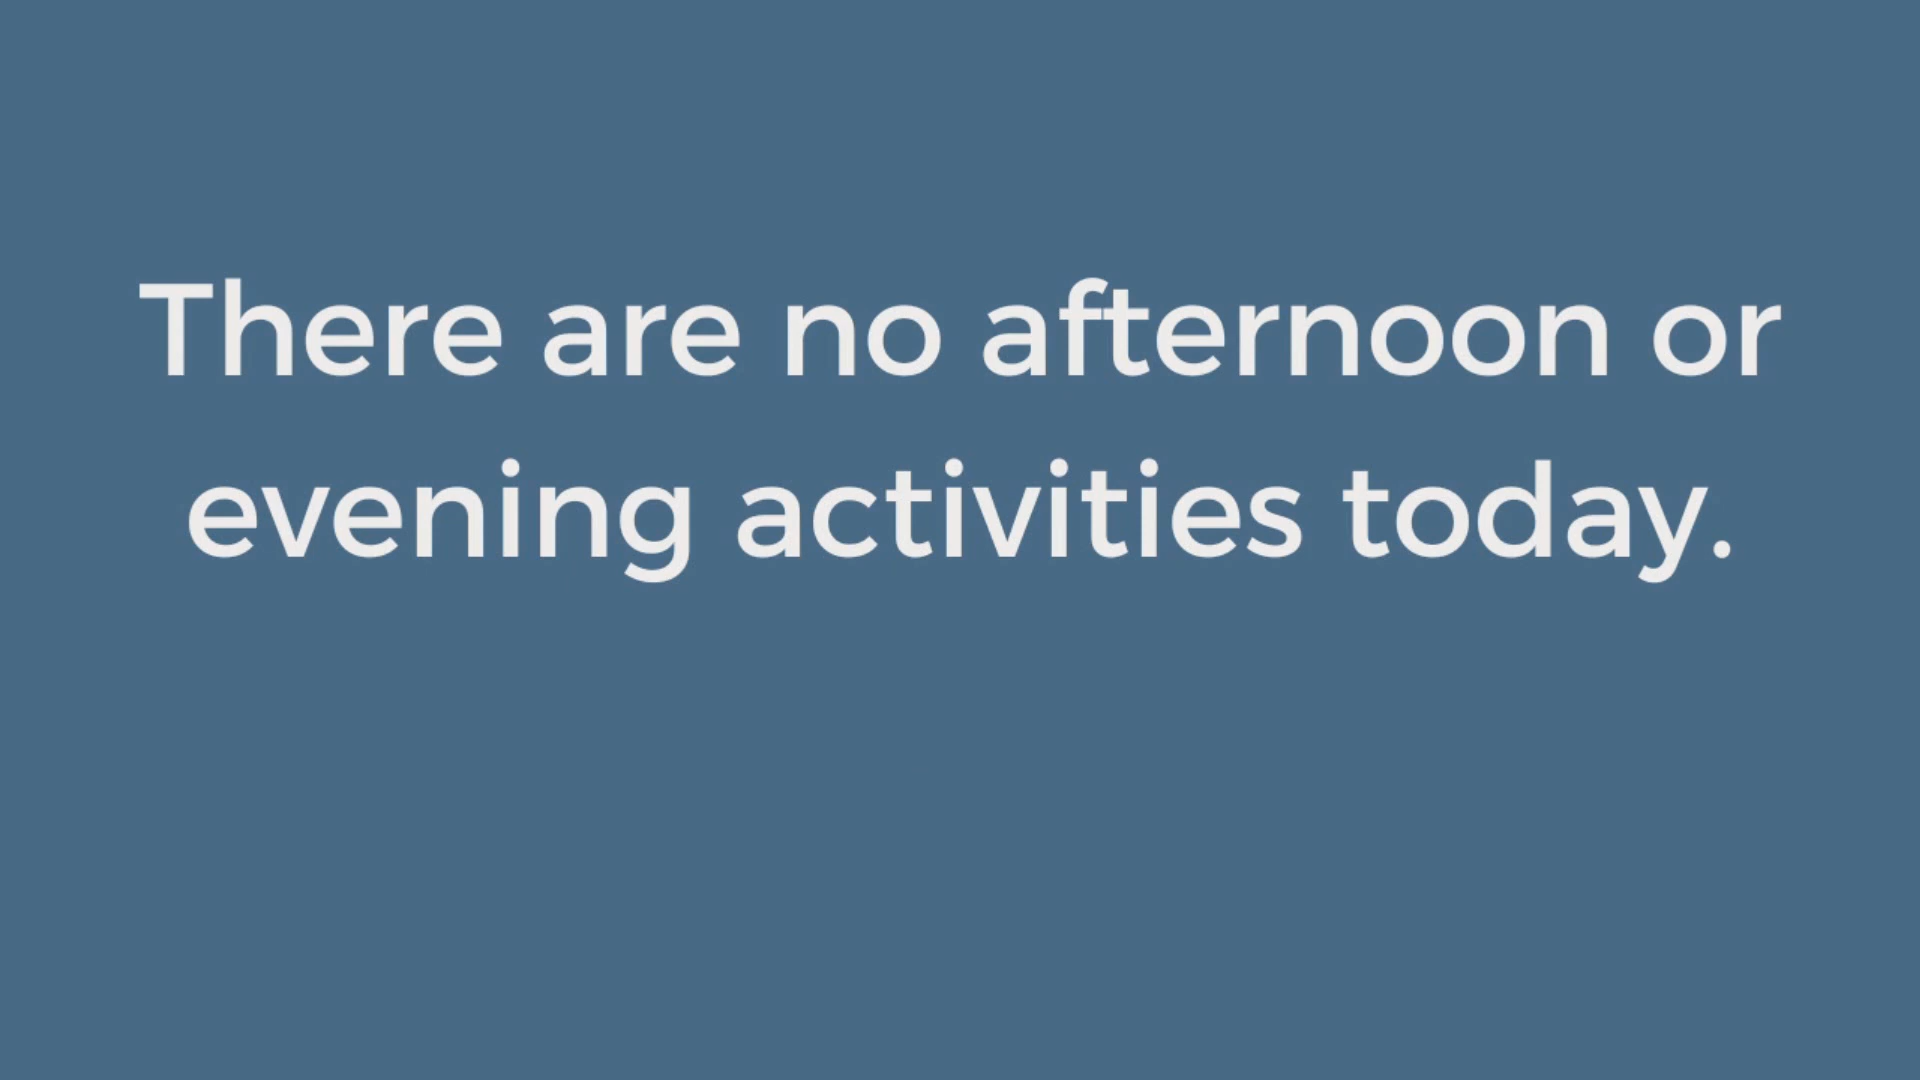 There are no afternoon or
evening activities today.